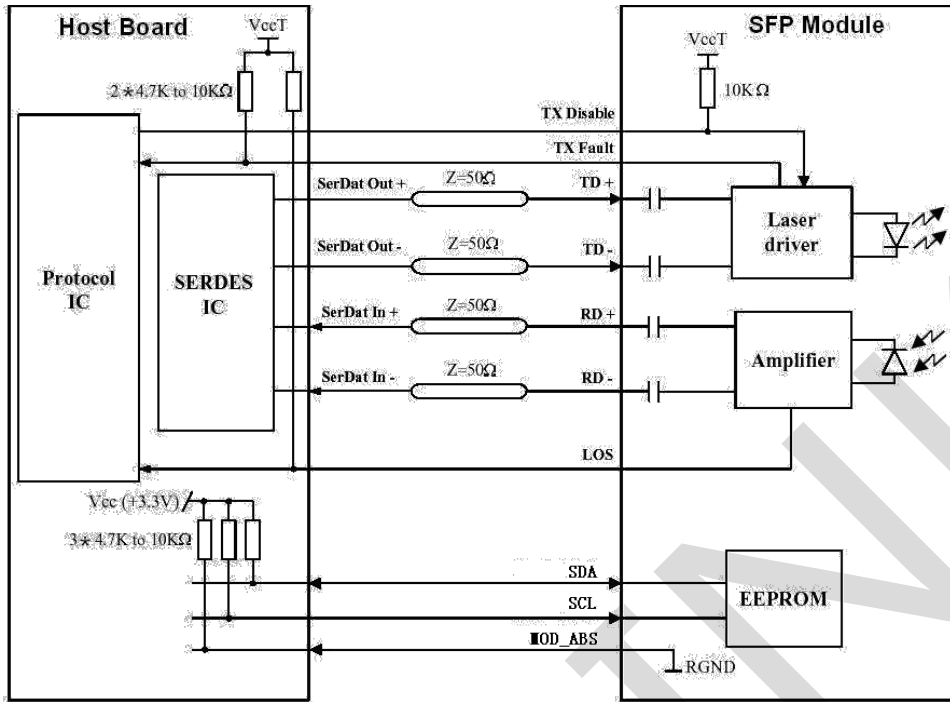 Host Board
SFP Module
VccT
VccT
2*4.7K to 10KΩ
10KΩ
TX Disable
TX Fault
SerDat Out +
Z=50Ω
TD +
Laser driver
SerDat Out -
Z=50Ω
TD -
Protocol IC
SERDES IC
SerDat In +
Z=50Ω
RD +
Amplifier
SerDat In -
Z=50Ω
RD -
LOS
Vcc (+3.3V)
3*4.7K to 10KΩ
SDA
EEPROM
SCL
MOD_ABS
RGND